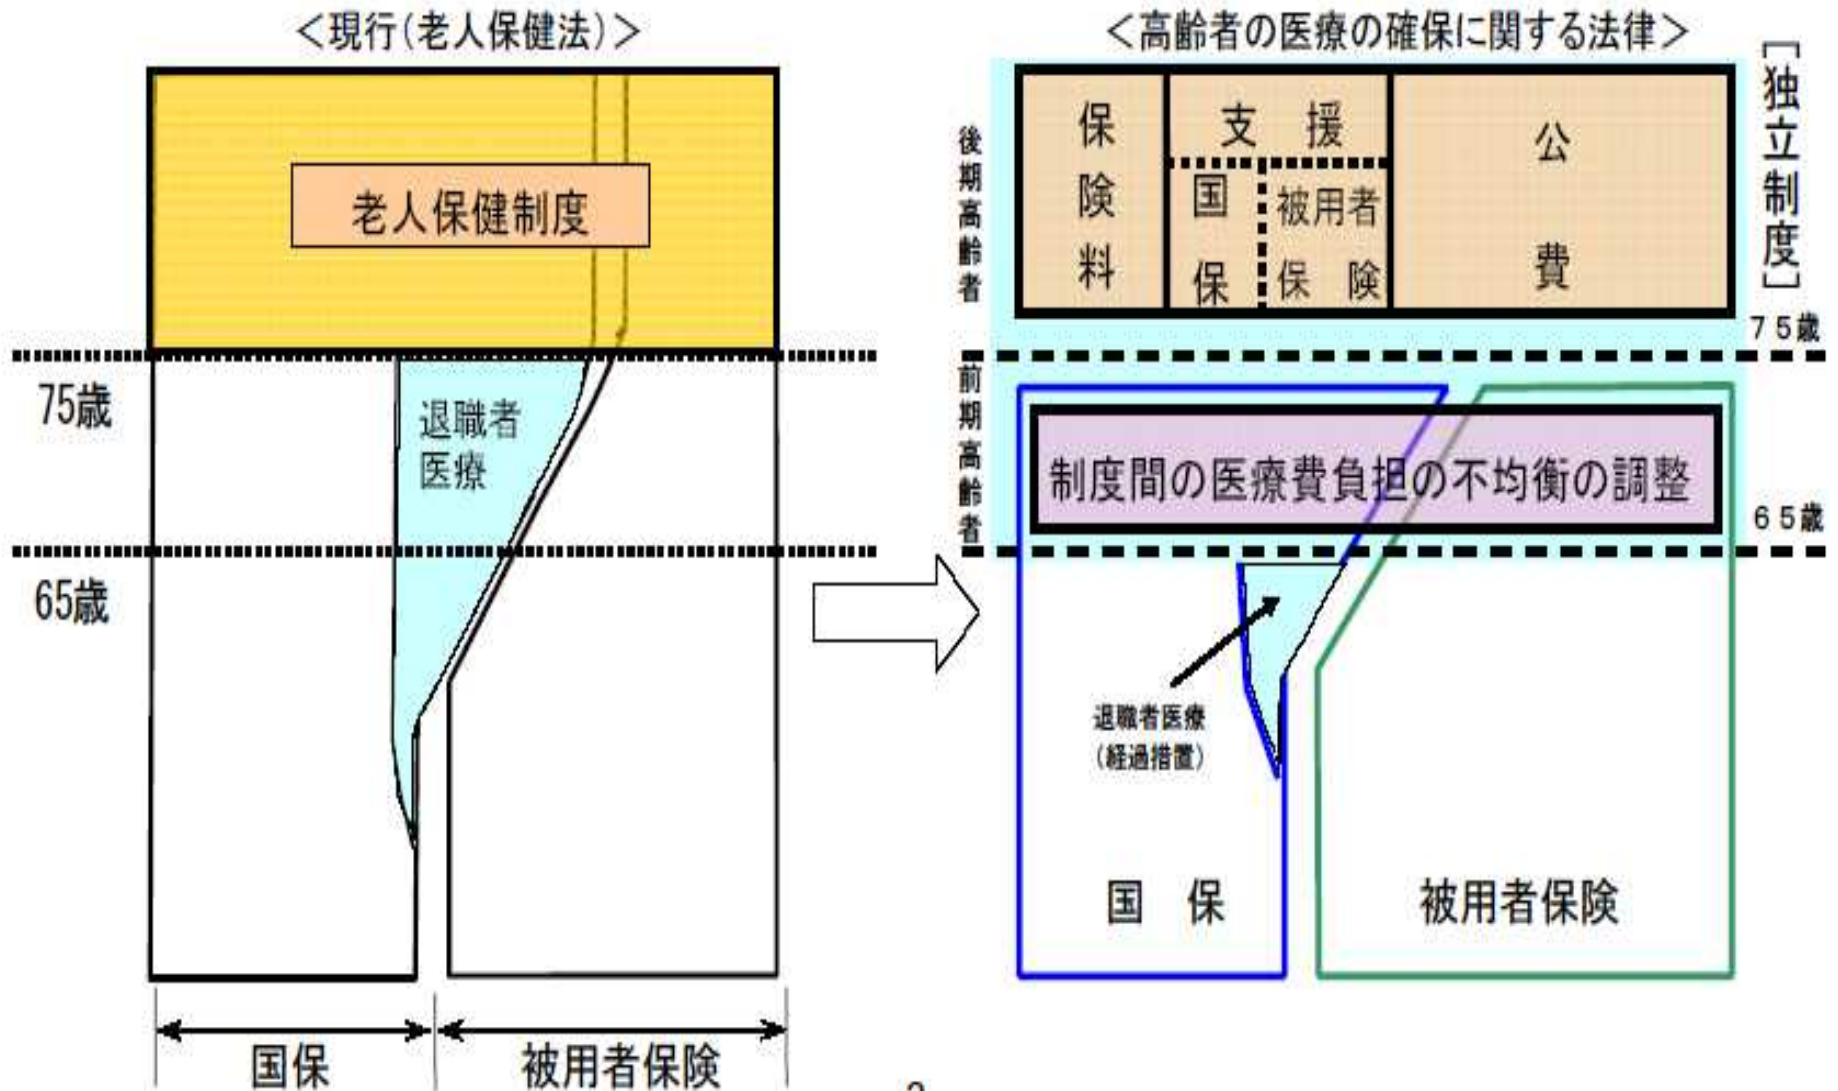 ＜現行(老人保健法)＞
老人保健制度
75歳
退職者
医療
65歳
国保
被用者保険
＜高齢者の医療の確保に関する法律＞
［独立制度］
後期高齢者
保険料
支　援
国保
被用者
保　険
公費
７５歳
前期高齢者
制度間の医療費負担の不均衡の調整
６５歳
退職者医療
(経過措置)
国　保
被用者保険